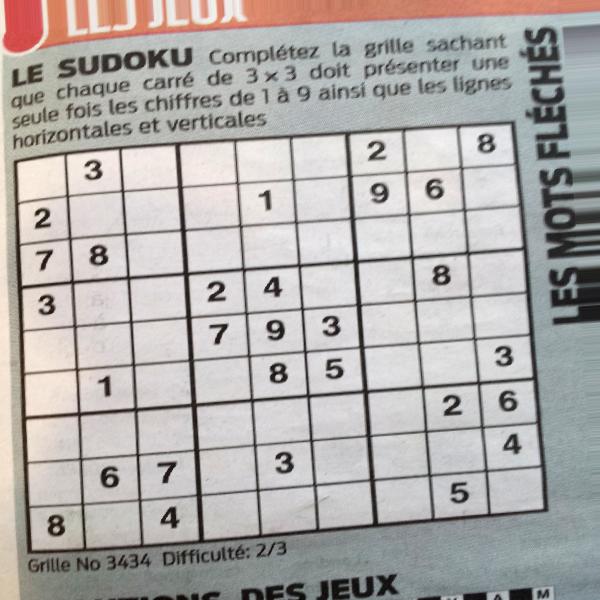 LES JEUX
LE SUDOKU Complétez la grille sachant
que chaque carré de 3 x 3 doit présenter une
seule fois les chiffres de 1 à 9 ainsi que les lignes
horizontales et verticales
3 2 8
2 1 9 6
7 8
3 2 4 8
7 9 3
1 8 5 3
2 6
6 7 3 4
8 4 5
Grille No 3434 Difficulté: 2/3
DES JEUX
A M
LES MOTS FLÉCHÉS